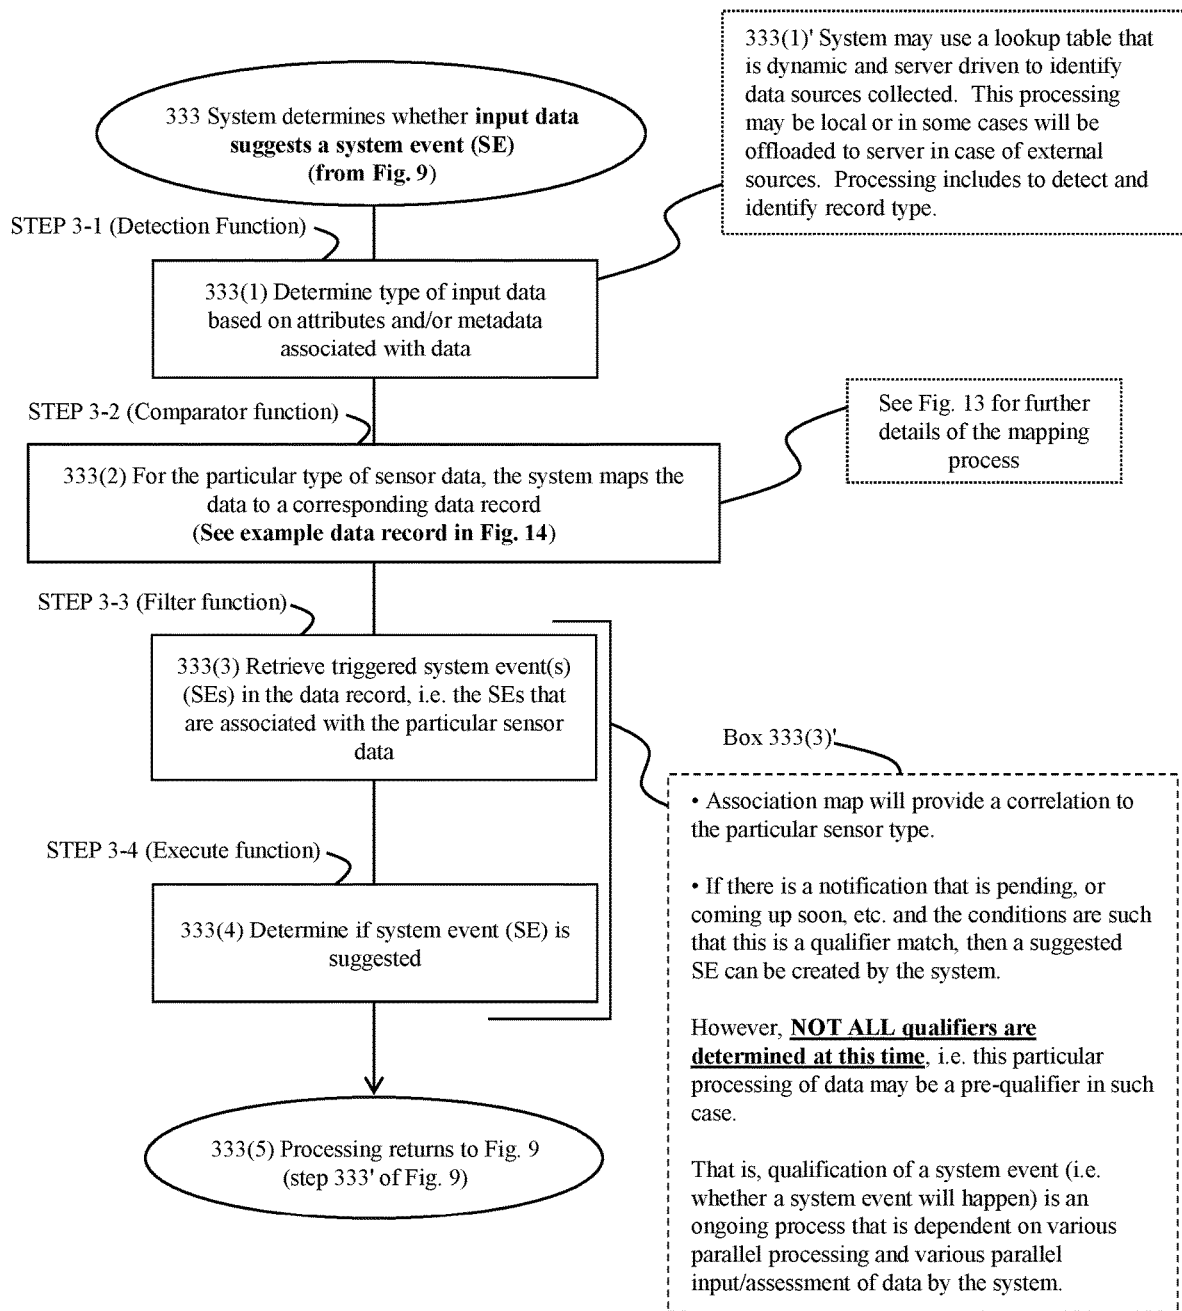 333 System determines whether input data
suggests a system event (SE)
(from Fig. 9)
333(1)' System may use a lookup table that
is dynamic and server driven to identify
data sources collected. This processing
may be local or in some cases will be
offloaded to server in case of external
sources. Processing includes to detect and
identify record type.
STEP 3-1 (Detection Function)
333(1) Determine type of input data
based on attributes and/or metadata
associated with data
STEP 3-2 (Comparator function)
See Fig. 13 for further
details of the mapping
process
333(2) For the particular type of sensor data, the system maps the
data to a corresponding data record
(See example data record in Fig. 14)
STEP 3-3 (Filter function)
333(3) Retrieve triggered system event(s)
(SEs) in the data record, i.e. the SEs that
are associated with the particular sensor
data
Box 333(3)'
• Association map will provide a correlation to
the particular sensor type.
• If there is a notification that is pending, or
coming up soon, etc. and the conditions are such
that this is a qualifier match, then a suggested
SE can be created by the system.
However, NOT ALL qualifiers are
determined at this time, i.e. this particular
processing of data may be a pre-qualifier in such
case.
That is, qualification of a system event (i.e.
whether a system event will happen) is an
ongoing process that is dependent on various
parallel processing and various parallel
input/assessment of data by the system.
STEP 3-4 (Execute function)
333(4) Determine if system event (SE) is
suggested
333(5) Processing returns to Fig. 9
(step 333' of Fig. 9)